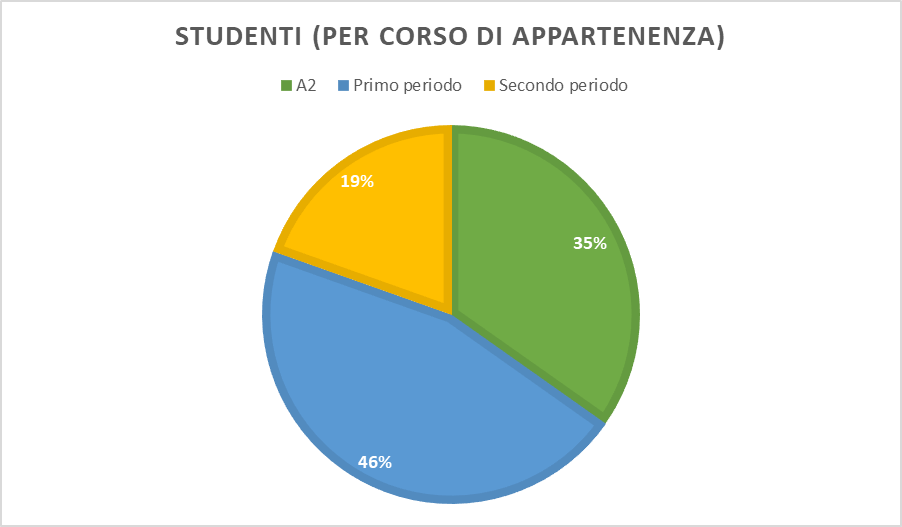 STUDENTI (PER CORSO DI APPARTENENZA)
A2 Primo periodo Secondo periodo
19%
35%
46%